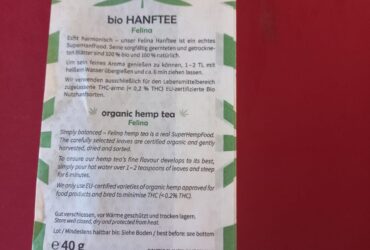 bio HANFTEE
Felina
Echt harmonisch – unser Felina Hanftee ist ein echtes
SuperHanfFood. Seine sorgfältig geernteten und getrockne-
ten Blätter sind 100 % bio und 100 % natürlich.
Um sein feines Aroma genießen zu können, 1 – 2 TL mit
heißem Wasser übergießen und ca. 6 min ziehen lassen.
Wir verwenden ausschließlich für den Lebensmittelbereich
zugelassene THC-arme (< 0,2 % THC) EU-zertifizierte Bio
Nutzhanfsorten.
organic hemp tea
Felina
Simply balanced – Felina hemp tea is a real SuperHempFood.
The carefully selected leaves are certified organic and gently
harvested, dried and sorted.
To ensure our hemp tea's fine flavour develops to its best,
simply pour hot water over 1 – 2 teaspoons of leaves and steep
for 6 minutes.
We only use EU-certified varieties of organic hemp approved for
food products and bred to minimise THC (< 0.2% THC).
Gut verschlossen, vor Wärme geschützt und trocken lagern.
Store well closed, dry and protected from heat.
Lot / Mindestens haltbar bis: Siehe Boden / best before: see bottom
e 40 g